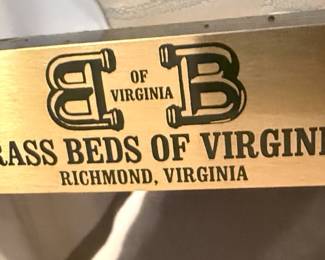 B OF B
VIRGINIA
RASS BEDS OF VIRGINI
RICHMOND, VIRGINIA